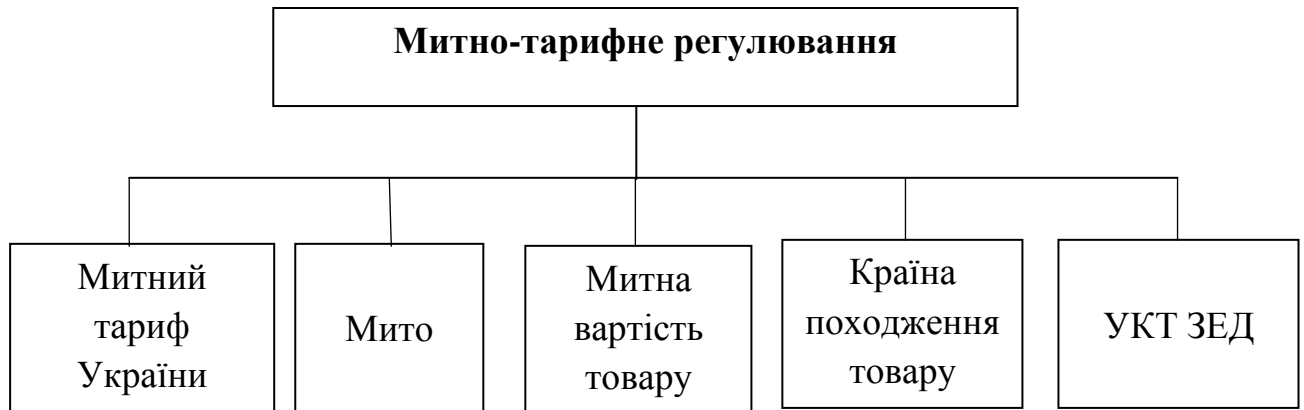 Митно-тарифне регулювання
Митний
тариф
України
Мито
Митна
вартість
товару
Країна
походження
товару
УКТ ЗЕД